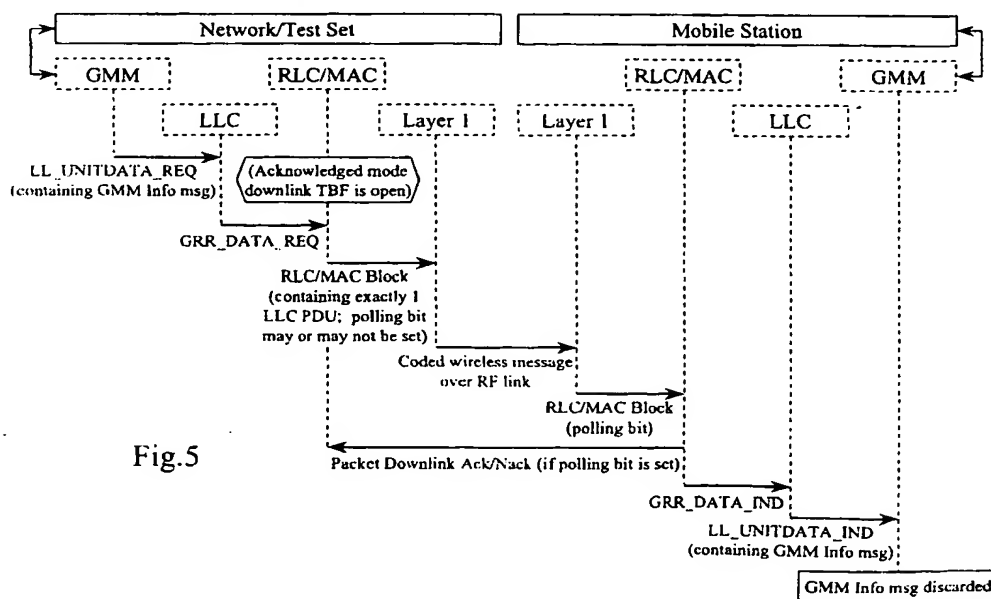 Network/Test Set
Mobile Station
GMM
RLC/MAC
RLC/MAC
GMM
LLC
Layer 1
Layer 1
LLC
LL_UNITDATA_REQ
(containing GMM Info msg)
(Acknowledged mode
downlink TBF is open)
GRR_DATA_REQ
RLC/MAC Block
(containing exactly 1
LLC PDU; polling bit
may or may not be set)
Coded wireless message
over RF link
RLC/MAC Block
(polling bit)
Fig.5
Packet Downlink Ack/Nack (if polling bit is set)
GRR_DATA_IND
LL_UNITDATA_IND
(containing GMM Info msg)
GMM Info msg discarded